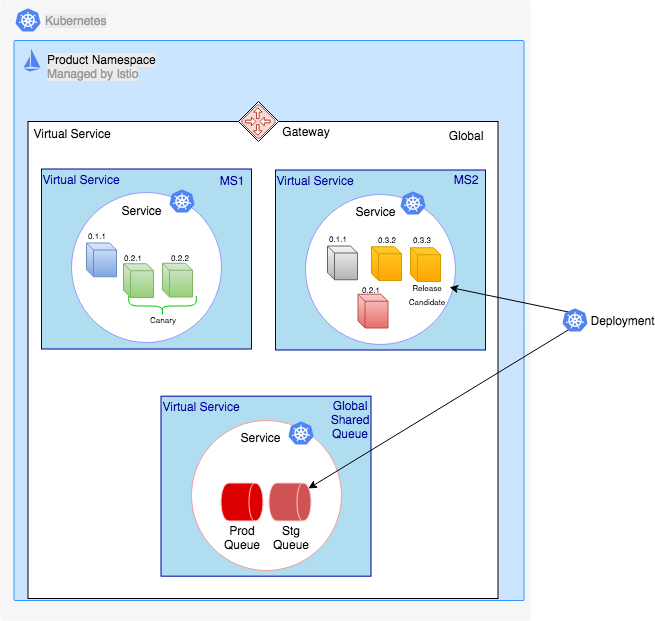 Kubernetes
Product Namespace
Managed by Istio
Virtual Service
Gateway
Global
Virtual Service
MS1
Service
0.1.1
0.2.1
0.2.2
Canary
Virtual Service
MS2
Service
0.1.1
0.3.2
0.3.3
Release
Candidate
0.2.1
Deployment
Virtual Service
Global
Shared
Queue
Service
Prod
Queue
Stg
Queue